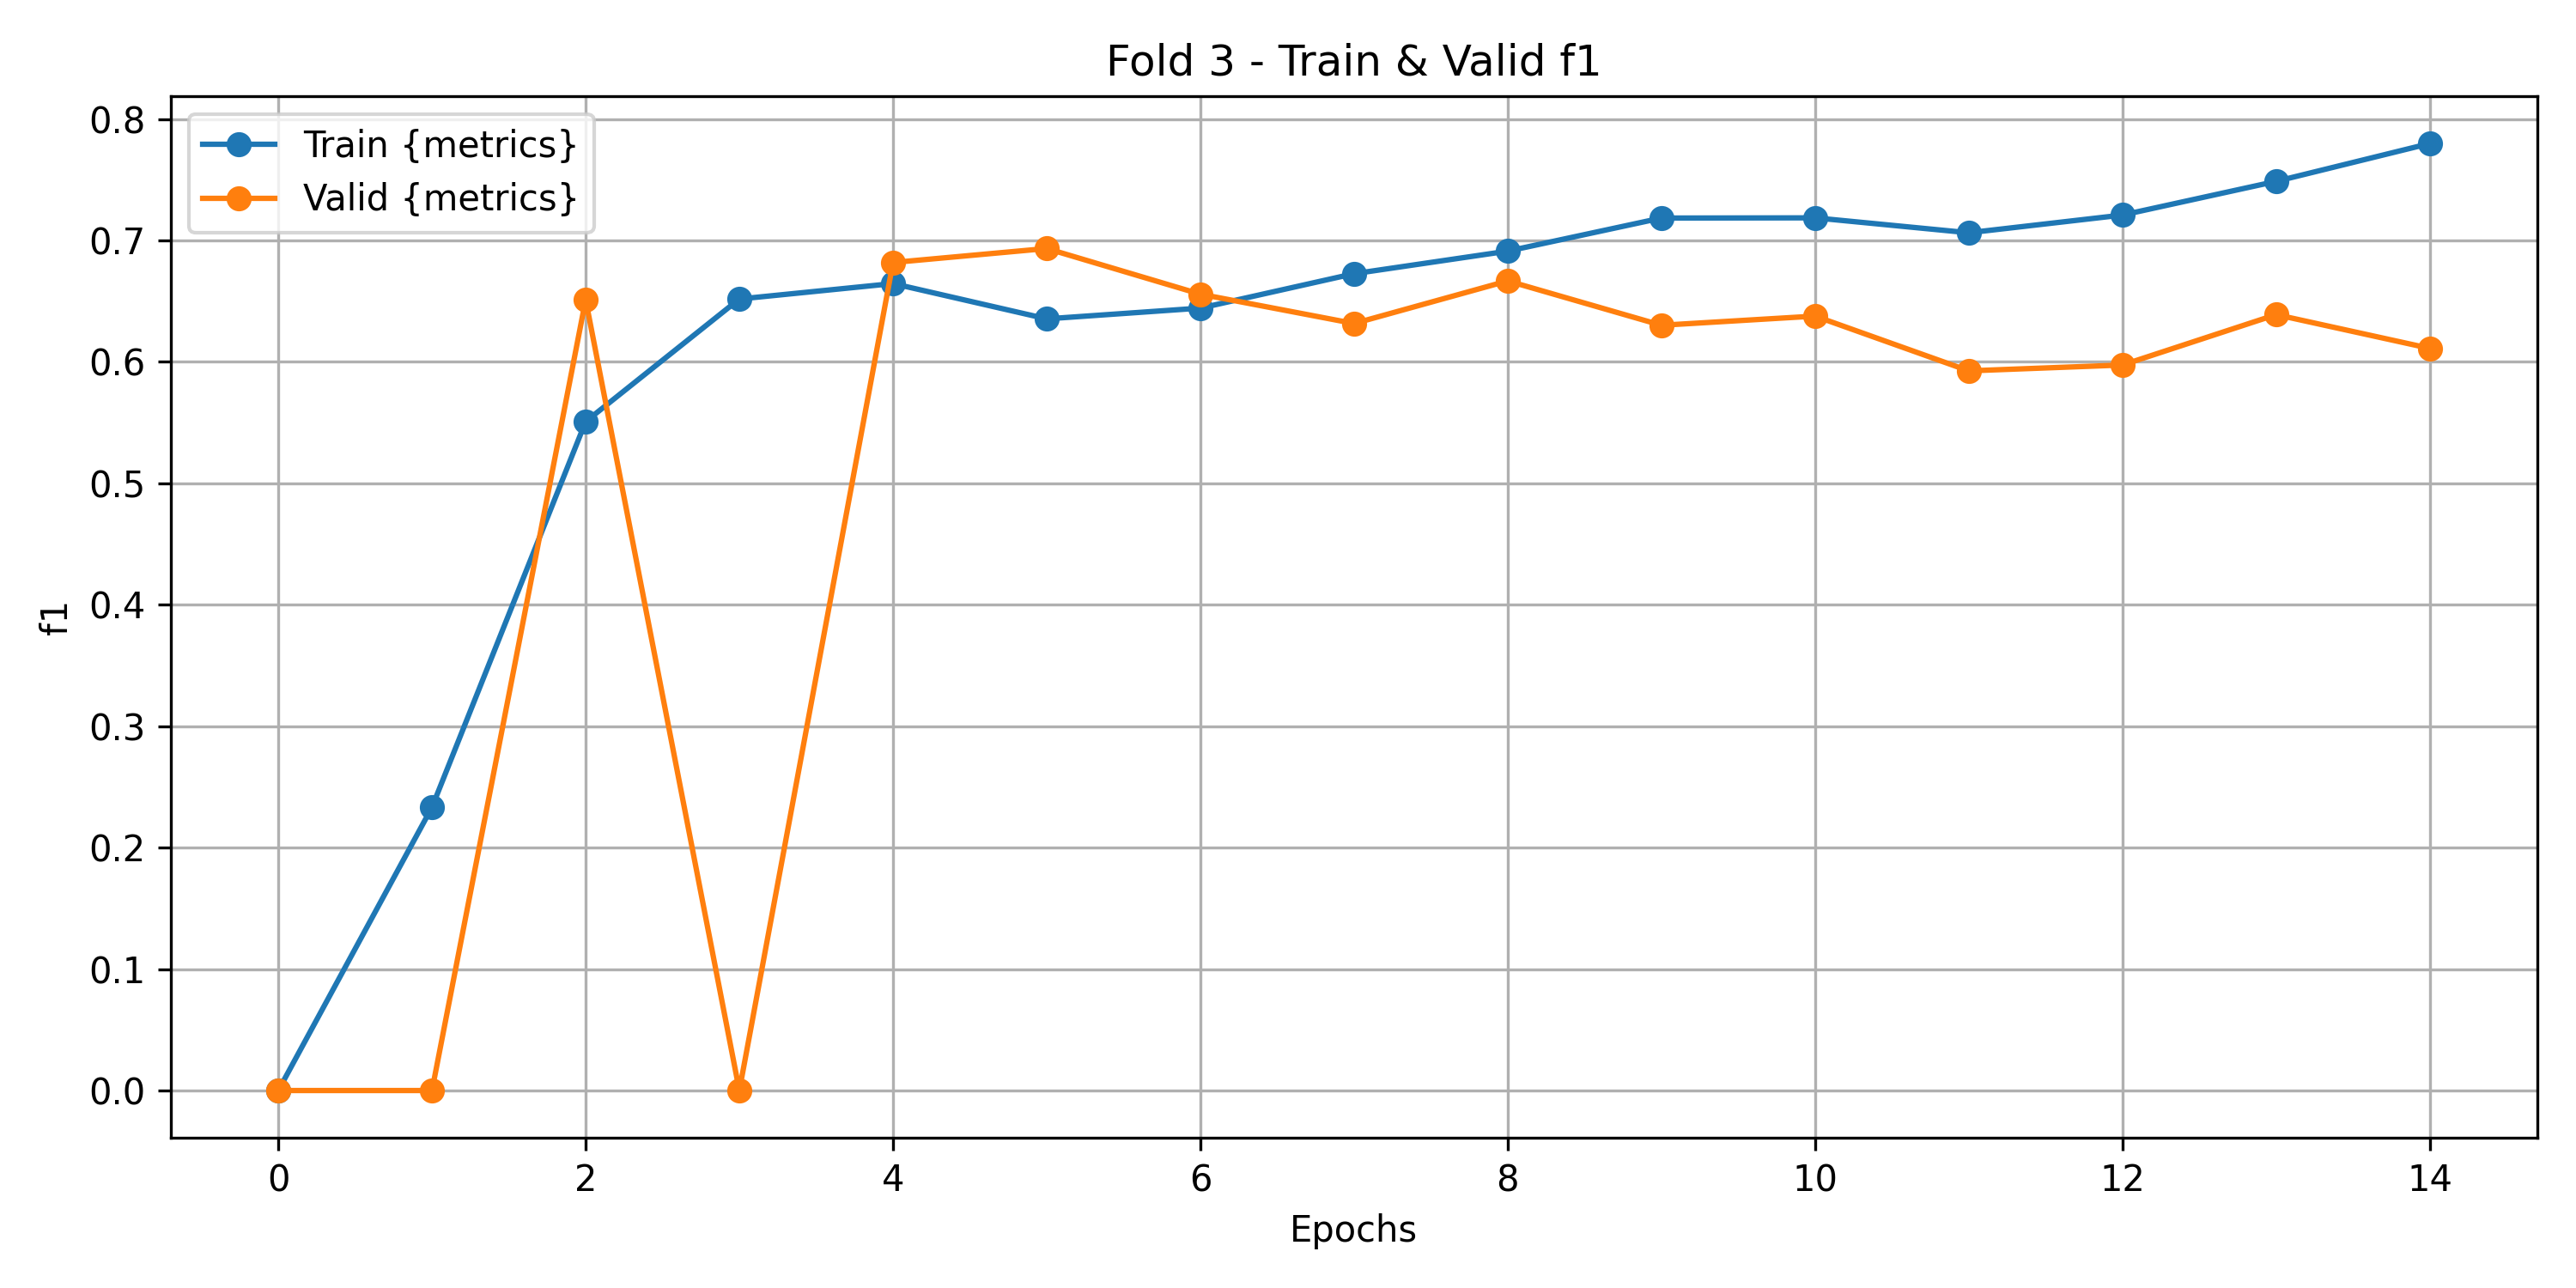 Fold 3 - Train & Valid f1
Train {metrics}
Valid {metrics}
0.8
0.7
0.6
0.5
0.4
0.3
0.2
0.1
0.0
f1
0 2 4 6 8 10 12 14
Epochs